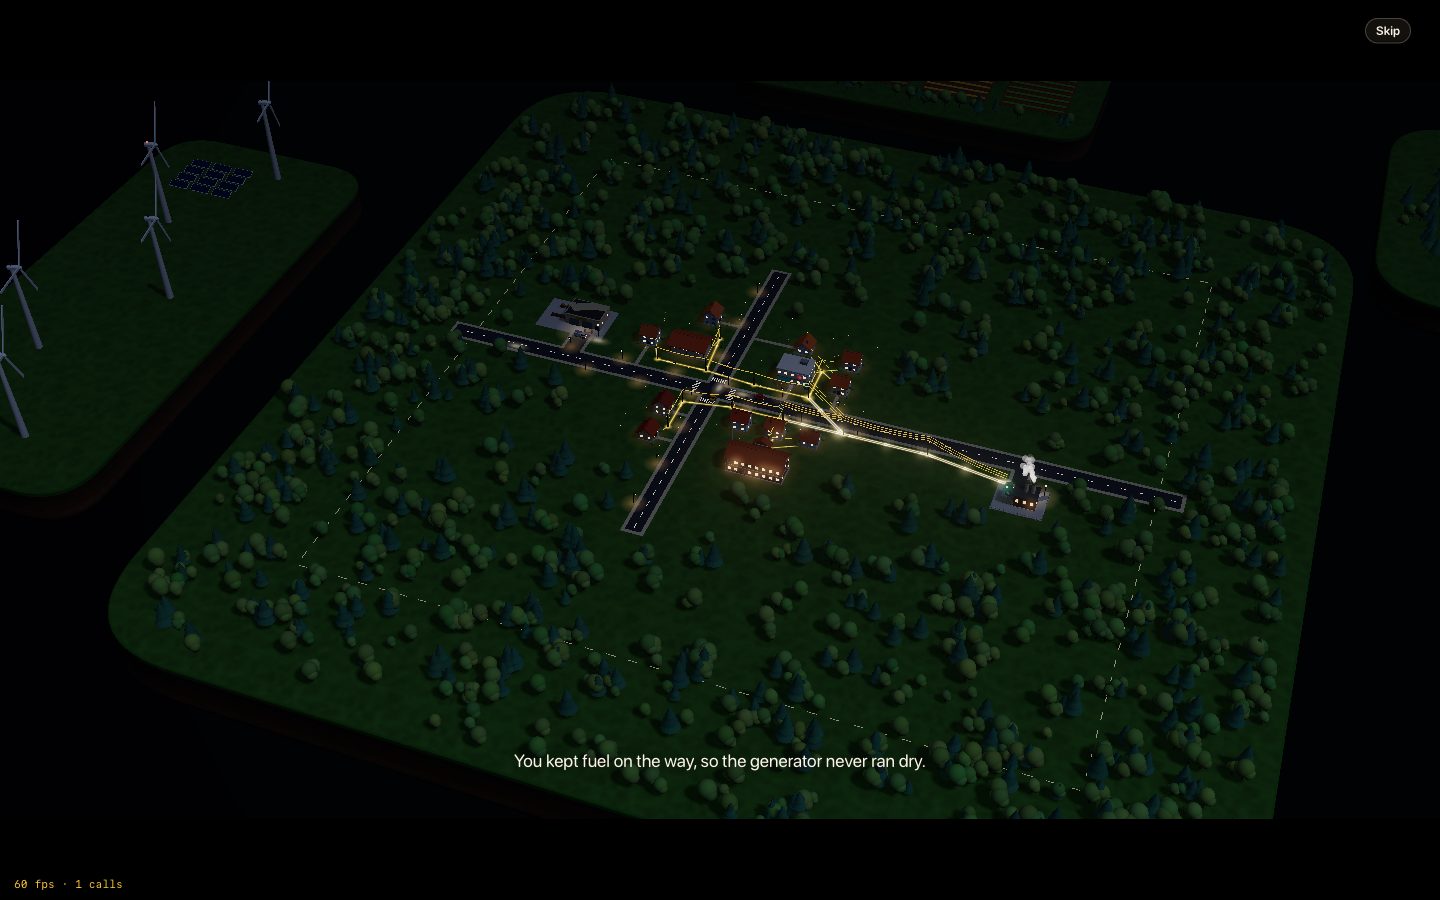 Skip
You kept fuel on the way, so the generator never ran dry.
60 fps · 1 calls